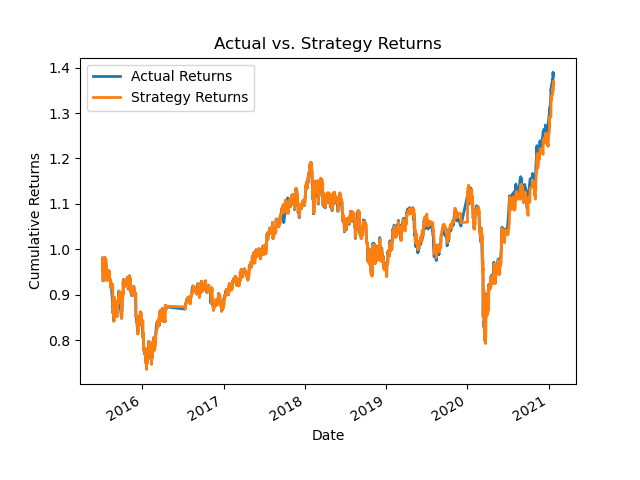 Actual vs. Strategy Returns
Actual Returns
Strategy Returns
Cumulative Returns
1.4
1.3
1.2
1.1
1.0
0.9
0.8
2016
2017
2018
2019
2020
2021
Date